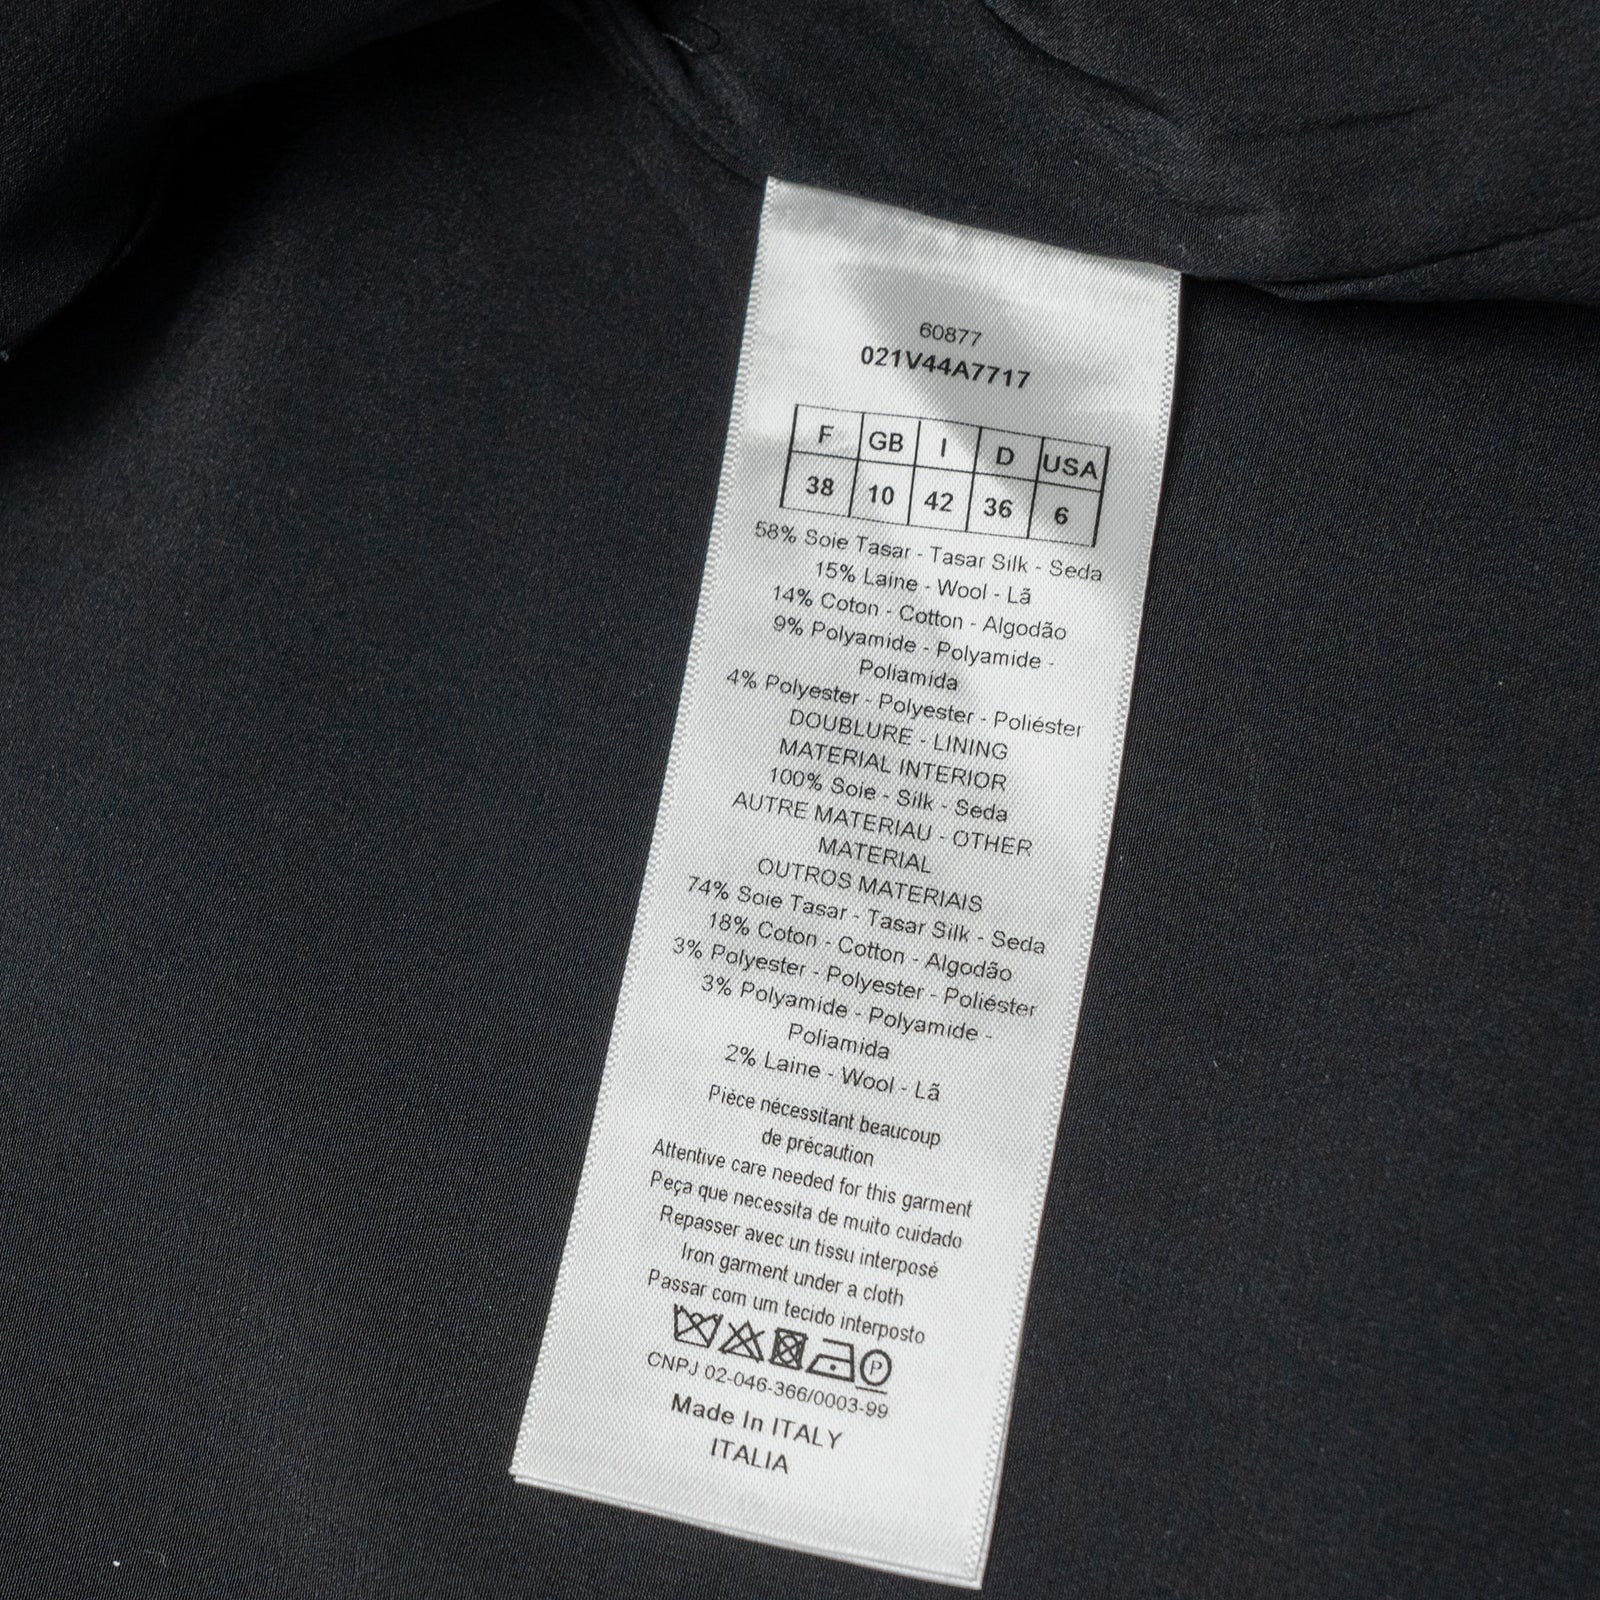 60877
021V44A7717
F GB I D USA
38 10 42 36 6
58% Soie Tasar - Tasar Silk - Seda
15% Laine - Wool - Lã
14% Coton - Cotton - Algodão
9% Polyamide - Polyamide -
Poliamida
4% Polyester - Polyester - Poliéster
DOUBLURE - LINING
MATERIAL INTERIOR
100% Soie - Silk - Seda
AUTRE MATERIAU - OTHER
MATERIAL
OUTROS MATERIAIS
74% Soie Tasar - Tasar Silk - Seda
18% Coton - Cotton - Algodão
3% Polyester - Polyester - Poliéster
3% Polyamide - Polyamide -
Poliamida
2% Laine - Wool - Lã
Pièce nécessitant beaucoup
de précaution
Attentive care needed for this garment
Peça que necessita de muito cuidado
Repasser avec un tissu interposé
Iron garment under a cloth
Passar com um tecido interposto
P
CNPJ 02-046-366/0003-99
Made In ITALY
ITALIA